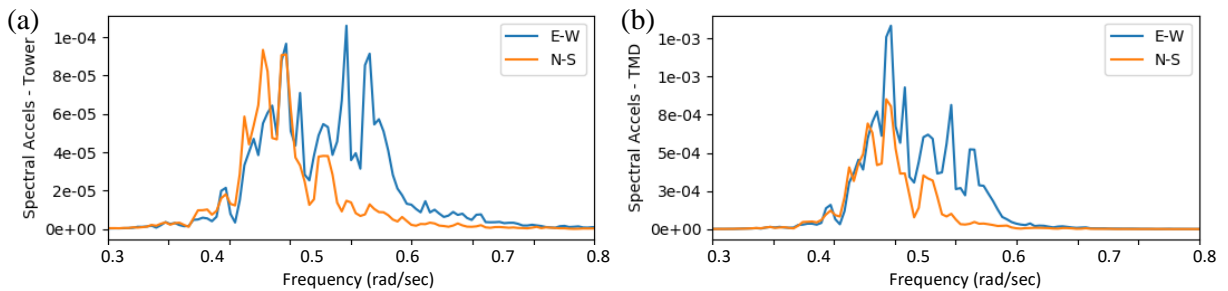 (a)
Spectral Accels - Tower
1e-04
8e-05
6e-05
4e-05
2e-05
0e+00
E-W
N-S
0.3 0.4 0.5 0.6 0.7 0.8
Frequency (rad/sec)
(b)
Spectral Accels - TMD
1e-03
1e-03
8e-04
5e-04
3e-04
0e+00
E-W
N-S
0.3 0.4 0.5 0.6 0.7 0.8
Frequency (rad/sec)